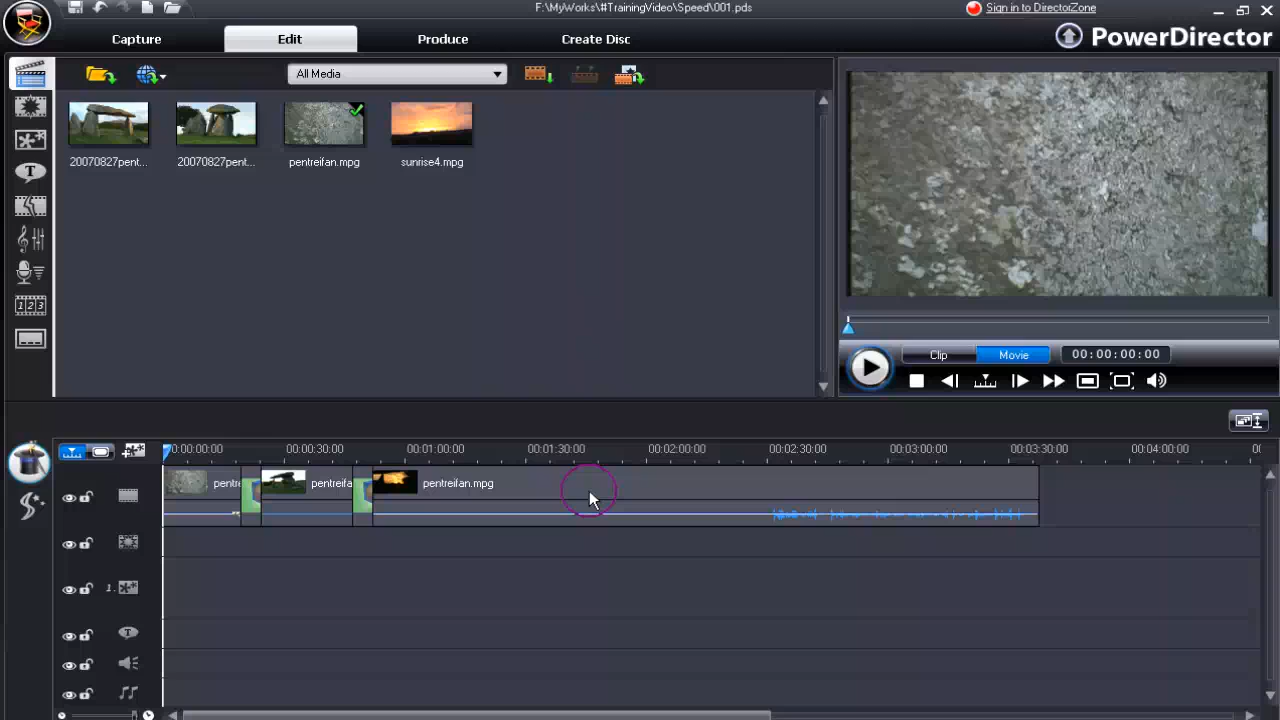 F:\MyWorks\#TrainingVideo\Speed\001.pds
Sign in to DirectorZone
Capture
Edit
Produce
Create Disc
PowerDirector
All Media
20070827pent...
20070827pent...
pentreifan.mpg
sunrise4.mpg
Clip
Movie
00:00:00:00
00:00:00:00
00:00:30:00
00:01:00:00
00:01:30:00
00:02:00:00
00:02:30:00
00:03:00:00
00:03:30:00
00:04:00:00
pentre
pentreifa
pentreifan.mpg
1.